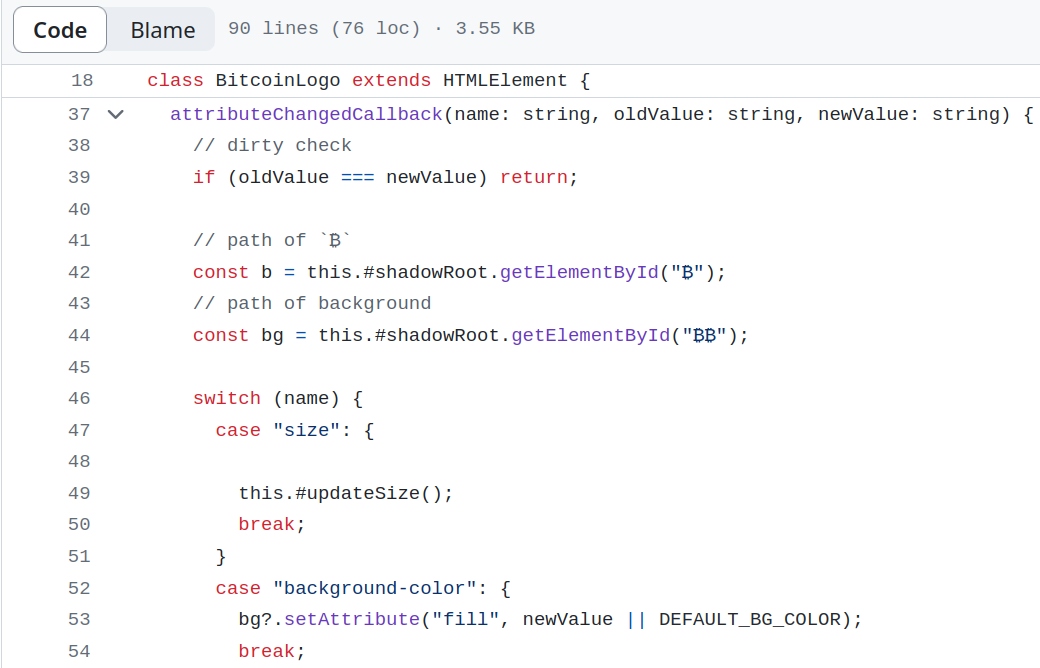 Code Blame 90 lines (76 loc) · 3.55 KB
18 class BitcoinLogo extends HTMLElement {
37 attributeChangedCallback(name: string, oldValue: string, newValue: string) {
38 // dirty check
39 if (oldValue === newValue) return;
40
41 // path of `₿`
42 const b = this.#shadowRoot.getElementById("₿");
43 // path of background
44 const bg = this.#shadowRoot.getElementById("₿₿");
45
46 switch (name) {
47 case "size": {
48
49 this.#updateSize();
50 break;
51 }
52 case "background-color": {
53 bg?.setAttribute("fill", newValue || DEFAULT_BG_COLOR);
54 break;